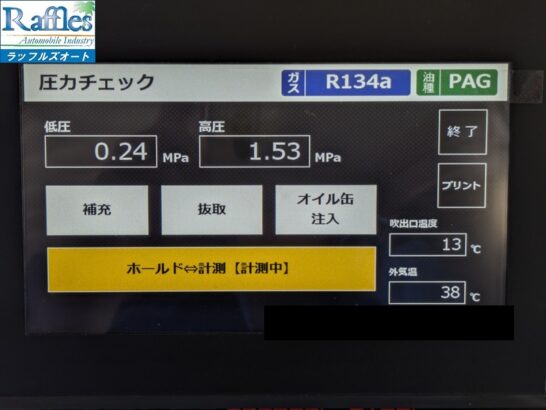 Raffles
Automobile Industry
ラッフルズオート
圧力チェック
ガス R134a
油種 PAG
低圧
0.24 MPa
高圧
1.53 MPa
終了
プリント
補充
抜取
オイル缶
注入
吹出口温度
13 ℃
ホールド⇔計測【計測中】
外気温
38 ℃